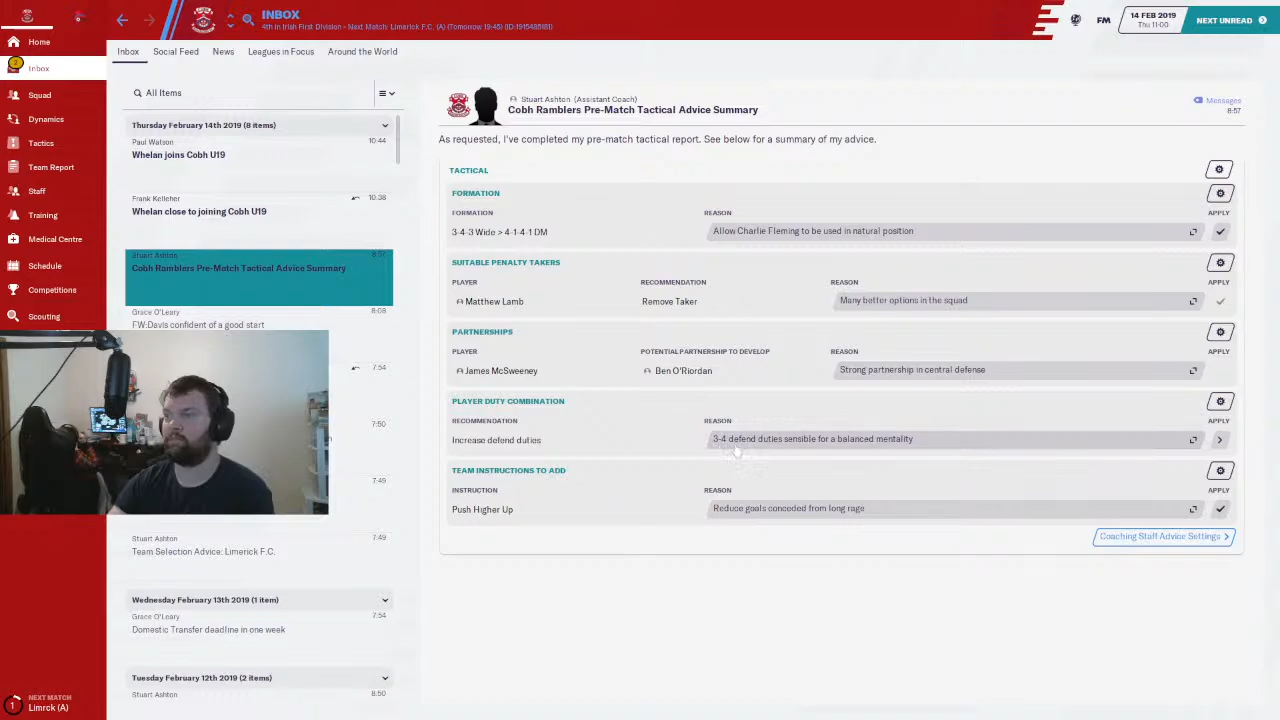 INBOX
4th in Irish First Division • Next Match: Limerick F.C. (A) (Tomorrow 19:45) (ID:1915485181)
FM
14 FEB 2019
Thu 11:00
NEXT UNREAD
Home
2
Inbox
Squad
Dynamics
Tactics
Team Report
Staff
Training
Medical Centre
Schedule
Competitions
Scouting
1
NEXT MATCH
Limrck (A)
Inbox
Social Feed
News
Leagues in Focus
Around the World
All Items
Thursday February 14th 2019 (8 items)
Paul Watson
10:44
Whelan joins Cobh U19
Frank Kelleher
10:38
Whelan close to joining Cobh U19
Stuart Ashton
8:57
Cobh Ramblers Pre-Match Tactical Advice Summary
Grace O'Leary
8:08
FW:Davis confident of a good start
7:54
7:50
7:49
Stuart Ashton
7:49
Team Selection Advice: Limerick F.C.
Wednesday February 13th 2019 (1 item)
Grace O'Leary
7:54
Domestic Transfer deadline in one week
Tuesday February 12th 2019 (2 items)
Stuart Ashton
8:50
Stuart Ashton (Assistant Coach)
Cobh Ramblers Pre-Match Tactical Advice Summary
Messages
8:57
As requested, I've completed my pre-match tactical report. See below for a summary of my advice.
TACTICAL
FORMATION
FORMATION REASON APPLY
3-4-3 Wide > 4-1-4-1 DM Allow Charlie Fleming to be used in natural position
SUITABLE PENALTY TAKERS
PLAYER RECOMMENDATION REASON APPLY
Matthew Lamb Remove Taker Many better options in the squad
PARTNERSHIPS
PLAYER POTENTIAL PARTNERSHIP TO DEVELOP REASON
James McSweeney Ben O'Riordan Strong partnership in central defense
PLAYER DUTY COMBINATION
RECOMMENDATION REASON APPLY
Increase defend duties 3-4 defend duties sensible for a balanced mentality
TEAM INSTRUCTIONS TO ADD
INSTRUCTION REASON APPLY
Push Higher Up Reduce goals conceded from long rage
Coaching Staff Advice Settings >